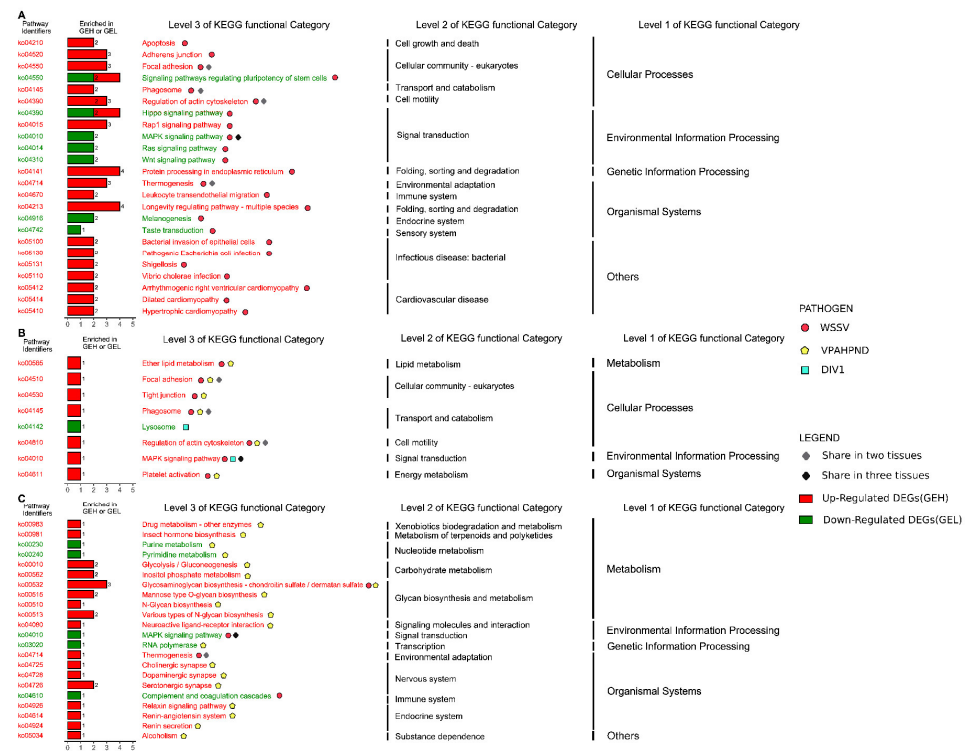 A
Pathway Identifiers
Enriched in GEH or GEL
Level 3 of KEGG functional Category
Level 2 of KEGG functional Category
Level 1 of KEGG functional Category
ko04210 2 Apoptosis Cell growth and death
ko04520 3 Adherens junction
ko04550 Signaling pathways regulating pluripotency of stem cells
Focal adhesion 3 Cellular community - eukaryotes Cellular Processes
ko04145 2 Phagosome Transport and catabolism
3 Regulation of actin cytoskeleton Cell motility
ko04390 Hippo signaling pathway
ko04015 3 Rap1 signaling pathway
ko04010 2 MAPK signaling pathway Signal transduction Environmental Information Processing
ko04014 2 Ras signaling pathway
ko04310 2 Wnt signaling pathway
ko04141 4 Protein processing in endoplasmic reticulum Folding, sorting and degradation Genetic Information Processing
ko04714 3 Thermogenesis Environmental adaptation
ko04670 2 Leukocyte transendothelial migration Immune system
ko04213 4 Longevity regulating pathway - multiple species Folding, sorting and degradation Organismal Systems
ko04916 2 Melanogenesis Endocrine system
ko04742 1 Taste transduction Sensory system
ko05100 2 Bacterial invasion of epithelial cells
ko05130 2 Pathogenic Escherichia coli infection Infectious disease: bacterial
ko05131 2 Shigellosis
ko05110 2 Vibrio cholerae infection Others
ko05412 2 Arrhythmogenic right ventricular cardiomyopathy
ko05414 2 Dilated cardiomyopathy Cardiovascular disease
ko05410 2 Hypertrophic cardiomyopathy
0 1 2 3 4 5
B
Pathway Identifiers
Enriched in GEH or GEL
Level 3 of KEGG functional Category
Level 2 of KEGG functional Category
Level 1 of KEGG functional Category
ko00565 1 Ether lipid metabolism Lipid metabolism Metabolism
ko04510 1 Focal adhesion Cellular community - eukaryotes
ko04530 1 Tight junction
ko04145 1 Phagosome Transport and catabolism Cellular Processes
ko04142 1 Lysosome
ko04810 1 Regulation of actin cytoskeleton Cell motility
ko04010 1 MAPK signaling pathway Signal transduction Environmental Information Processing
ko04611 1 Platelet activation Energy metabolism Organismal Systems
0 1 2 3 4 5
PATHOGEN
WSSV
VPAHPND
DIV1
LEGEND
Share in two tissues
Share in three tissues
Up-Regulated DEGs(GEH)
Down-Regulated DEGs(GEL)
C
Pathway Identifiers
Enriched in GEH or GEL
Level 3 of KEGG functional Category
Level 2 of KEGG functional Category
Level 1 of KEGG functional Category
ko00983 1 Drug metabolism - other enzymes Xenobiotics biodegradation and metabolism
ko00981 1 Insect hormone biosynthesis Metabolism of terpenoids and polyketides
ko00230 1 Purine metabolism Nucleotide metabolism
ko00240 1 Pyrimidine metabolism
ko00010 2 Glycolysis / Gluconeogenesis Carbohydrate metabolism Metabolism
ko00562 2 Inositol phosphate metabolism
ko00532 3 Glycosaminoglycan biosynthesis - chondroitin sulfate / dermatan sulfate
ko00515 2 Mannose type O-glycan biosynthesis Glycan biosynthesis and metabolism
ko00510 1 N-Glycan biosynthesis
ko00513 2 Various types of N-glycan biosynthesis
ko04080 1 Neuroactive ligand-receptor interaction Signaling molecules and interaction
ko04010 1 MAPK signaling pathway Signal transduction Environmental Information Processing
ko03020 1 RNA polymerase Transcription Genetic Information Processing
ko04714 1 Thermogenesis Environmental adaptation
ko04725 1 Cholinergic synapse
ko04728 1 Dopaminergic synapse Nervous system
ko04726 2 Serotonergic synapse Organismal Systems
ko04610 1 Complement and coagulation cascades Immune system
ko04926 1 Relaxin signaling pathway
ko04614 1 Renin-angiotensin system Endocrine system
ko04924 1 Renin secretion
ko05034 1 Alcoholism Substance dependence Others
0 1 2 3 4 5